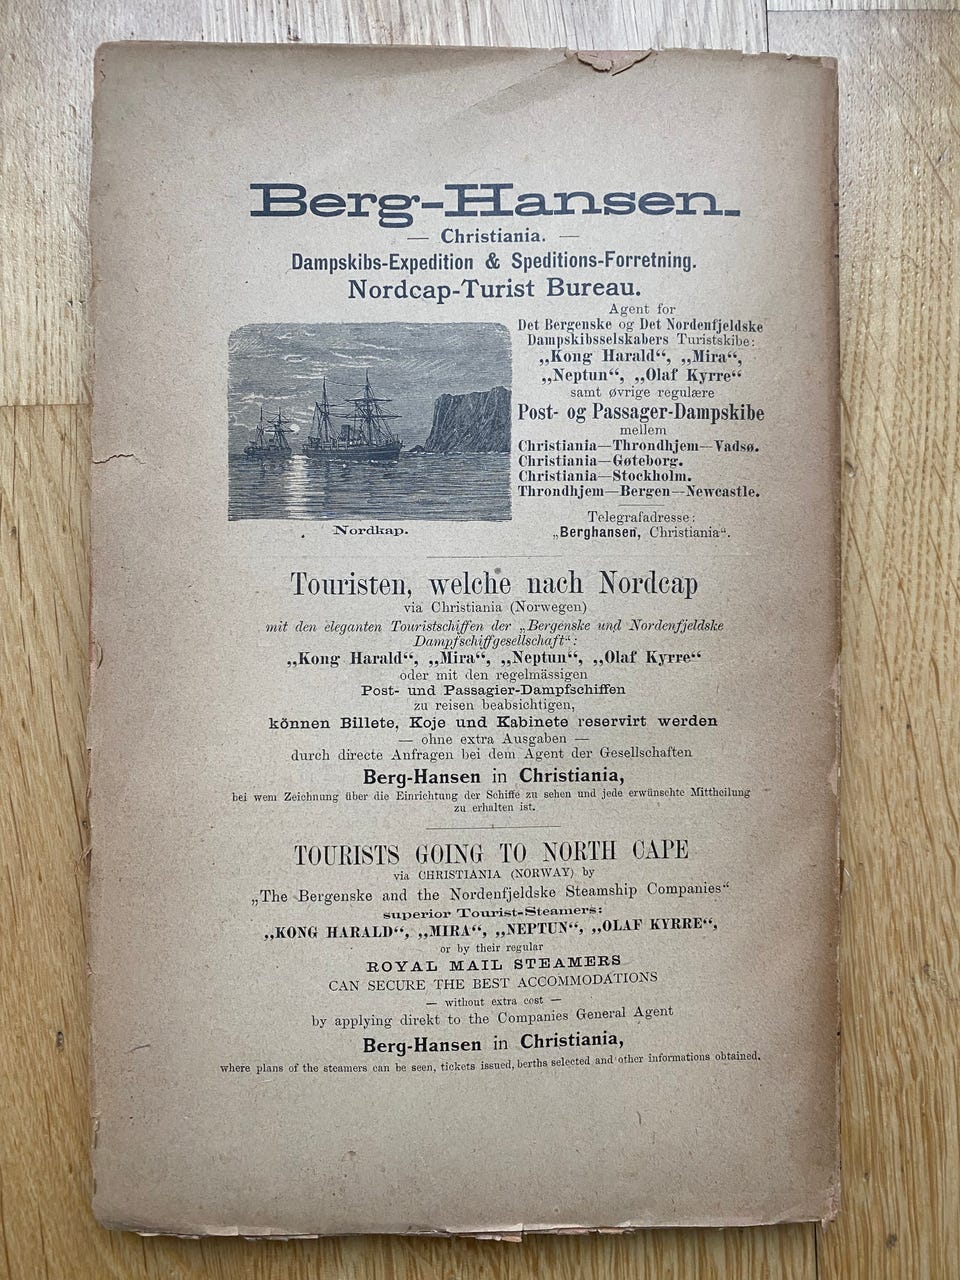 Berg-Hansen.
— Christiania. —
Dampskibs-Expedition & Speditions-Forretning.
Nordcap-Turist Bureau.
Agent for
Det Bergenske og Det Nordenfjeldske
Dampskibsselskabers Turistskibe:
„Kong Harald“, „Mira“,
„Neptun“, „Olaf Kyrre“
samt øvrige regulære
Post- og Passager-Dampskibe
mellem
Christiania—Throndhjem—Vadsø.
Christiania—Gøteborg.
Christiania—Stockholm.
Throndhjem—Bergen—Newcastle.
Telegrafadresse:
„Berghansen, Christiania“.
Nordkap.
Touristen, welche nach Nordcap
via Christiania (Norwegen)
mit den eleganten Touristschiffen der „Bergenske und Nordenfjeldske
Dampfschiffgesellschaft“:
„Kong Harald“, „Mira“, „Neptun“, „Olaf Kyrre“
oder mit den regelmässigen
Post- und Passagier-Dampfschiffen
zu reisen beabsichtigen,
können Billete, Koje und Kabinete reservirt werden
— ohne extra Ausgaben —
durch directe Anfragen bei dem Agent der Gesellschaften
Berg-Hansen in Christiania,
bei wem Zeichnung über die Einrichtung der Schiffe zu sehen und jede erwünschte Mittheilung
zu erhalten ist.
TOURISTS GOING TO NORTH CAPE
via CHRISTIANIA (NORWAY) by
„The Bergenske and the Nordenfjeldske Steamship Companies“
superior Tourist-Steamers:
„KONG HARALD“, „MIRA“, „NEPTUN“, „OLAF KYRRE“,
or by their regular
ROYAL MAIL STEAMERS
CAN SECURE THE BEST ACCOMMODATIONS
— without extra cost —
by applying direkt to the Companies General Agent
Berg-Hansen in Christiania,
where plans of the steamers can be seen, tickets issued, berths selected and other informations obtained.